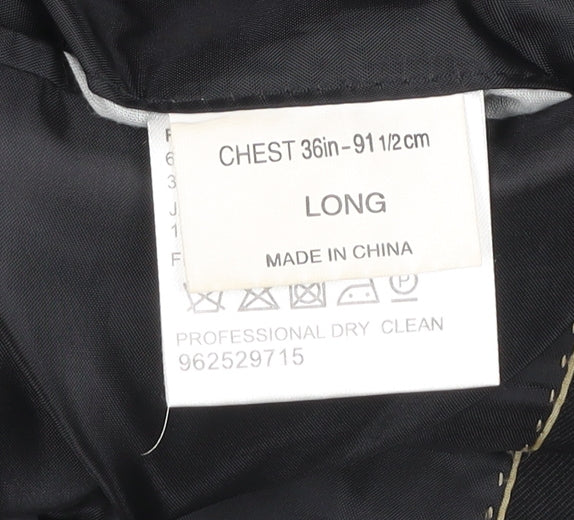 CHEST 36in-91 1/2cm
LONG
MADE IN CHINA
P
PROFESSIONAL DRY CLEAN
962529715